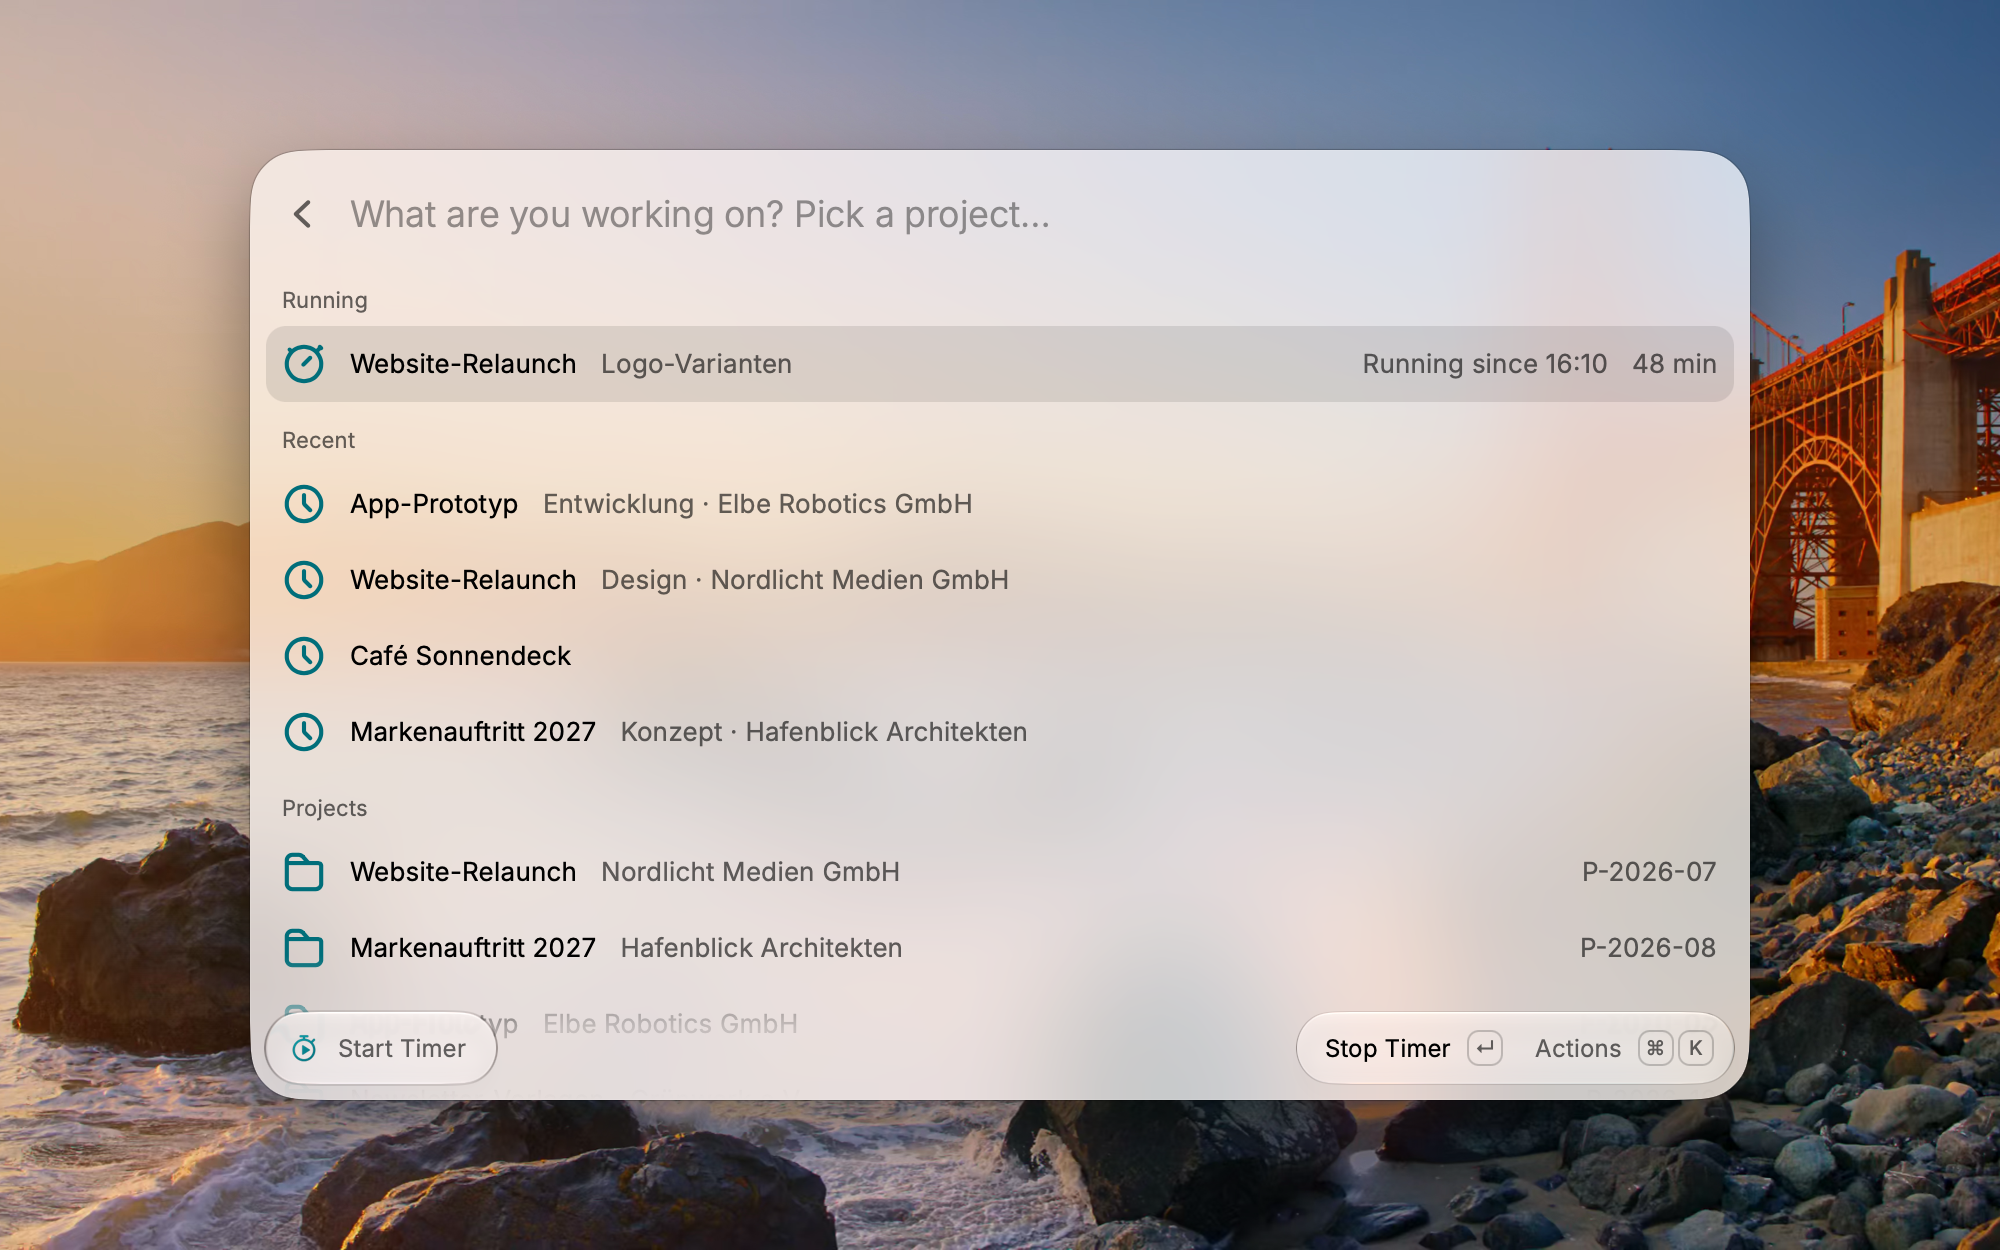 What are you working on? Pick a project...
Running
Website-Relaunch Logo-Varianten Running since 16:10 48 min
Recent
App-Prototyp Entwicklung · Elbe Robotics GmbH
Website-Relaunch Design · Nordlicht Medien GmbH
Café Sonnendeck
Markenauftritt 2027 Konzept · Hafenblick Architekten
Projects
Website-Relaunch Nordlicht Medien GmbH P-2026-07
Markenauftritt 2027 Hafenblick Architekten P-2026-08
Elbe Robotics GmbH
Start Timer Stop Timer ↵ Actions ⌘ K